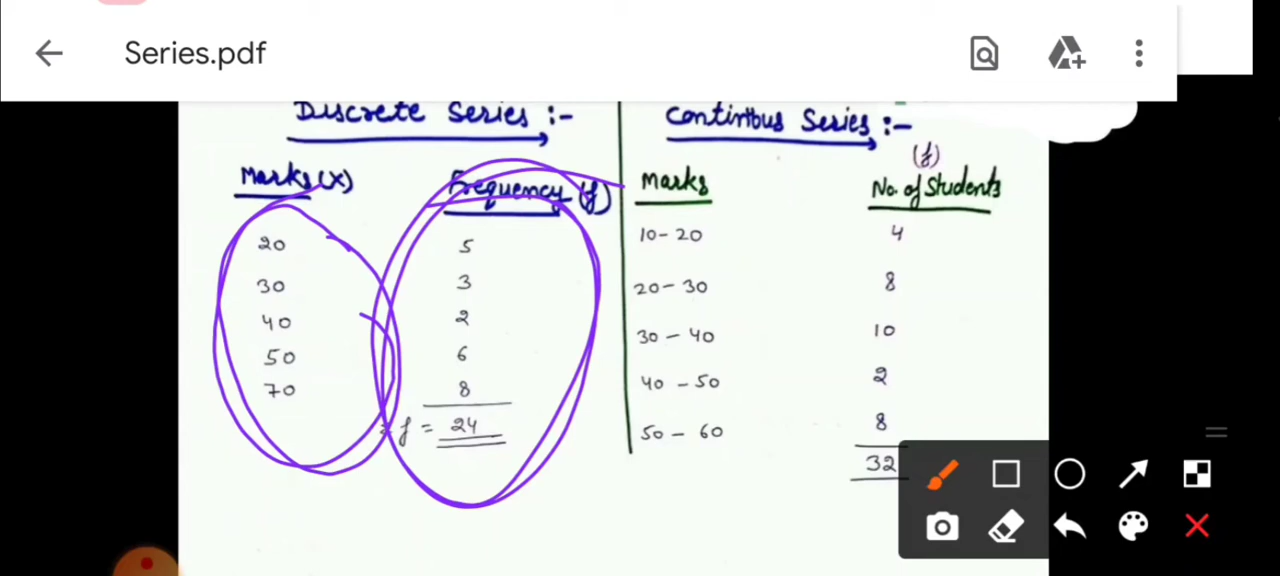 Series.pdf
Discrete Series :-
Marks (X) Frequency (f)
20 5
30 3
40 2
50 6
70 8
f = 24
Continous Series :-
(f)
Marks No. of Students
10 - 20 4
20 - 30 8
30 - 40 10
40 - 50 2
50 - 60 8
32